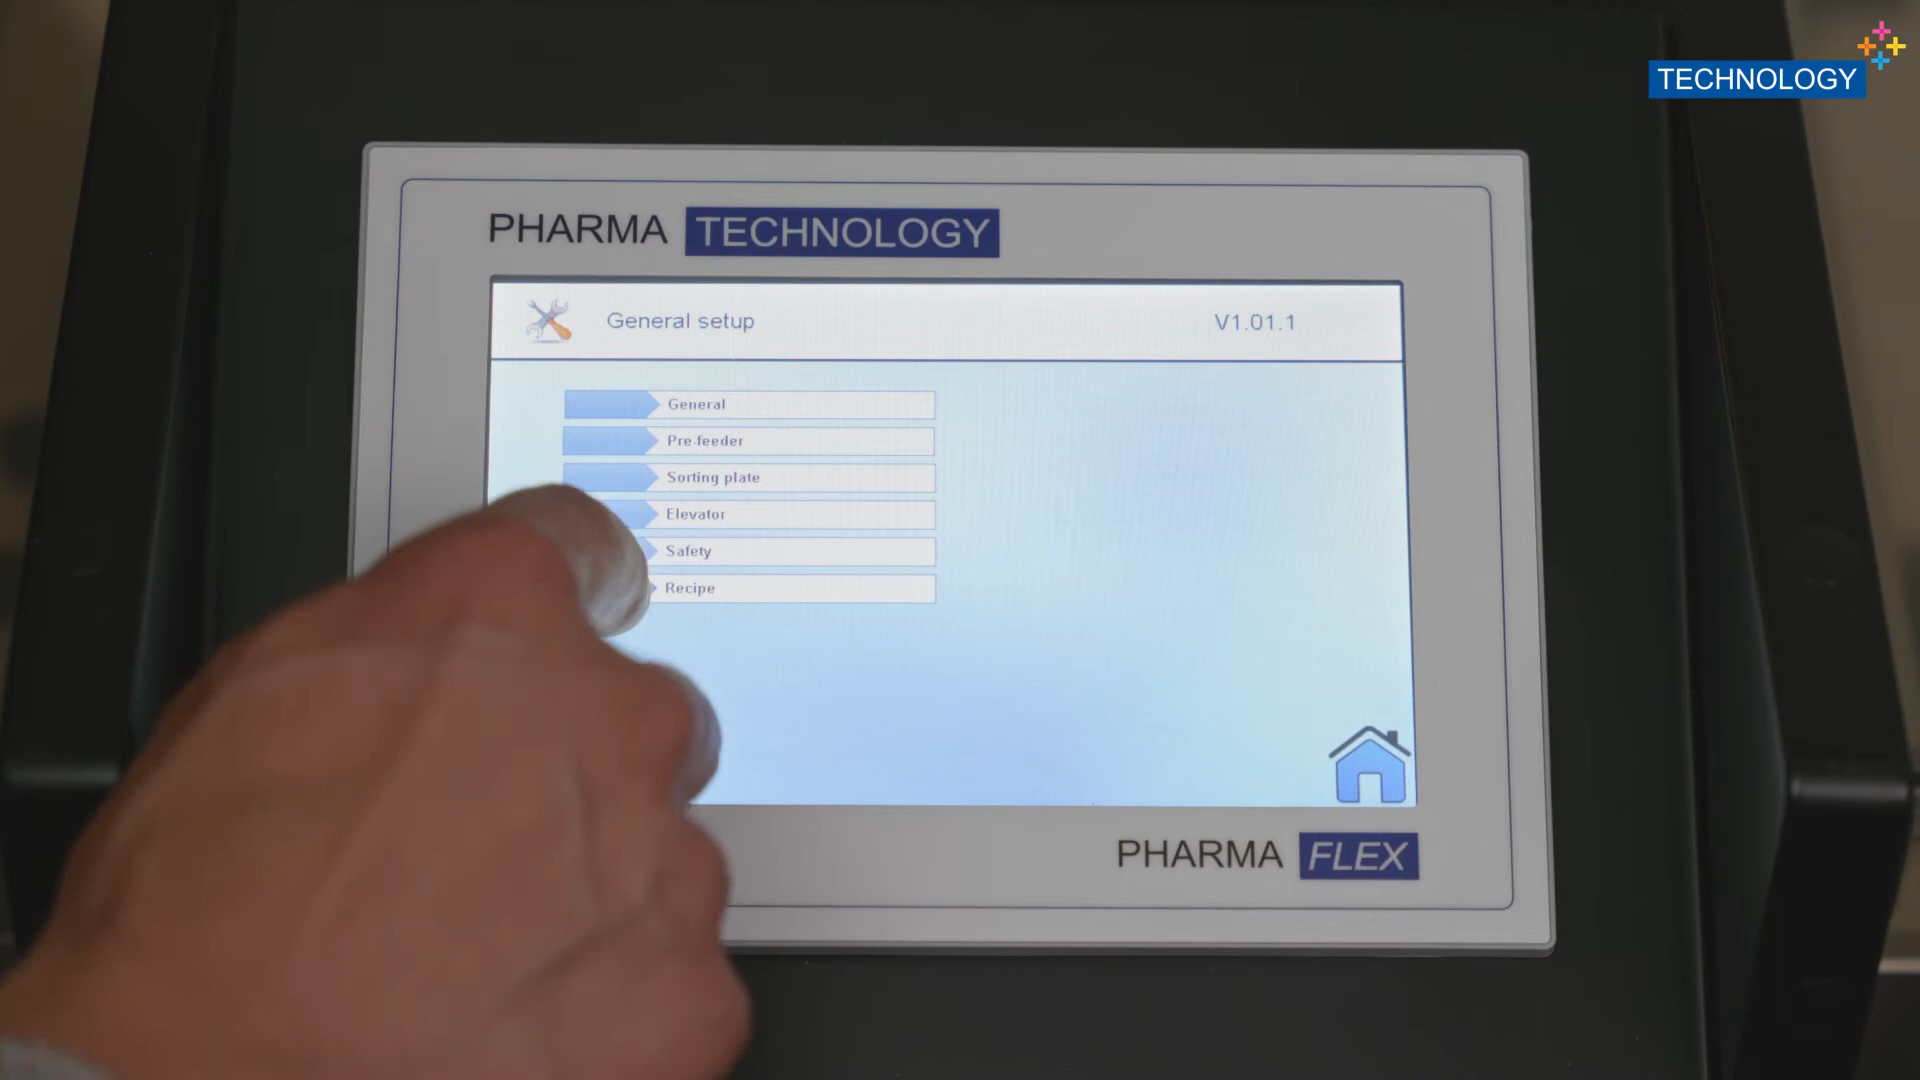 TECHNOLOGY
PHARMA TECHNOLOGY
General setup V1.01.1
General
Pre-feeder
Sorting plate
Elevator
Safety
Recipe
PHARMA FLEX